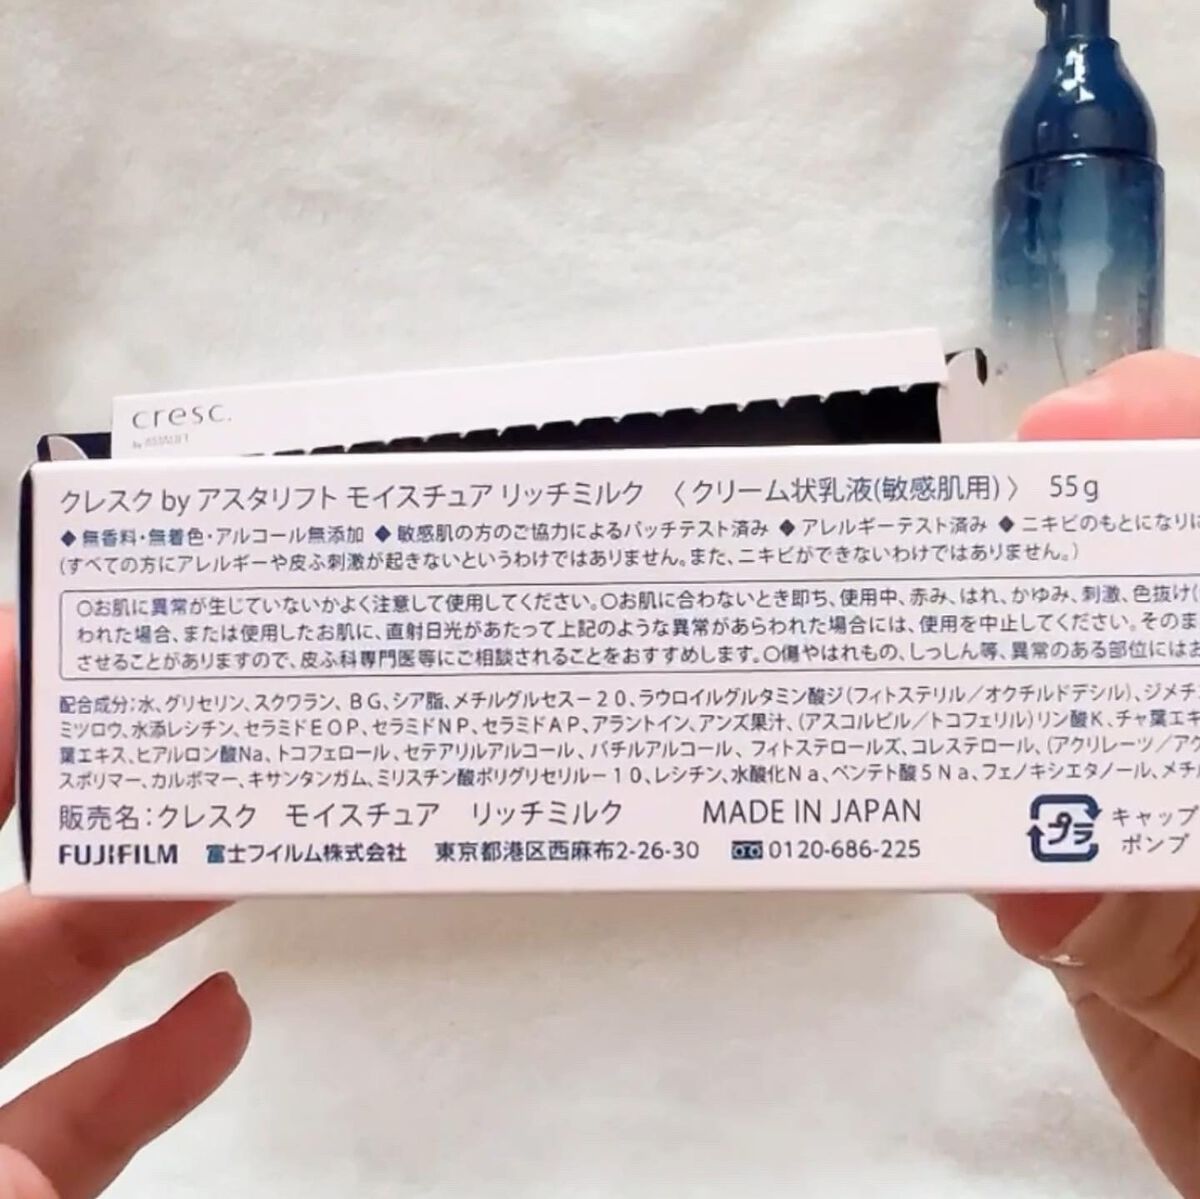 cresc.
by ASTALIFT
クレスク by アスタリフト モイスチュア リッチミルク 〈クリーム状乳液(敏感肌用)〉 55g
◆無香料・無着色・アルコール無添加 ◆敏感肌の方のご協力によるパッチテスト済み ◆アレルギーテスト済み ◆ニキビのもとになりに
(すべての方にアレルギーや皮ふ刺激が起きないというわけではありません。また、ニキビができないわけではありません。)
○お肌に異常が生じていないかよく注意して使用してください。○お肌に合わないとき即ち、使用中、赤み、はれ、かゆみ、刺激、色抜け(
われた場合、または使用したお肌に、直射日光があたって上記のような異常があらわれた場合には、使用を中止してください。そのま
させることがありますので、皮ふ科専門医等にご相談されることをおすすめします。○傷やはれもの、しっしん等、異常のある部位にはお
配合成分:水、グリセリン、スクワラン、BG、シア脂、メチルグルセス-20、ラウロイルグルタミン酸ジ(フィトステリル/オクチルドデシル)、ジメチ
ミツロウ、水添レシチン、セラミドEOP、セラミドNP、セラミドAP、アラントイン、アンズ果汁、(アスコルビル/トコフェリル)リン酸K、チャ葉エキ
葉エキス、ヒアルロン酸Na、トコフェロール、セテアリルアルコール、バチルアルコール、フィトステロールズ、コレステロール、(アクリレーツ/アク
スポリマー、カルボマー、キサンタンガム、ミリスチン酸ポリグリセリル-10、レシチン、水酸化Na、ペンテト酸5Na、フェノキシエタノール、メチル
販売名:クレスク モイスチュア リッチミルク MADE IN JAPAN
FUJIFILM 富士フイルム株式会社 東京都港区西麻布2-26-30 0120-686-225
プラ
キャップ
ポンプ